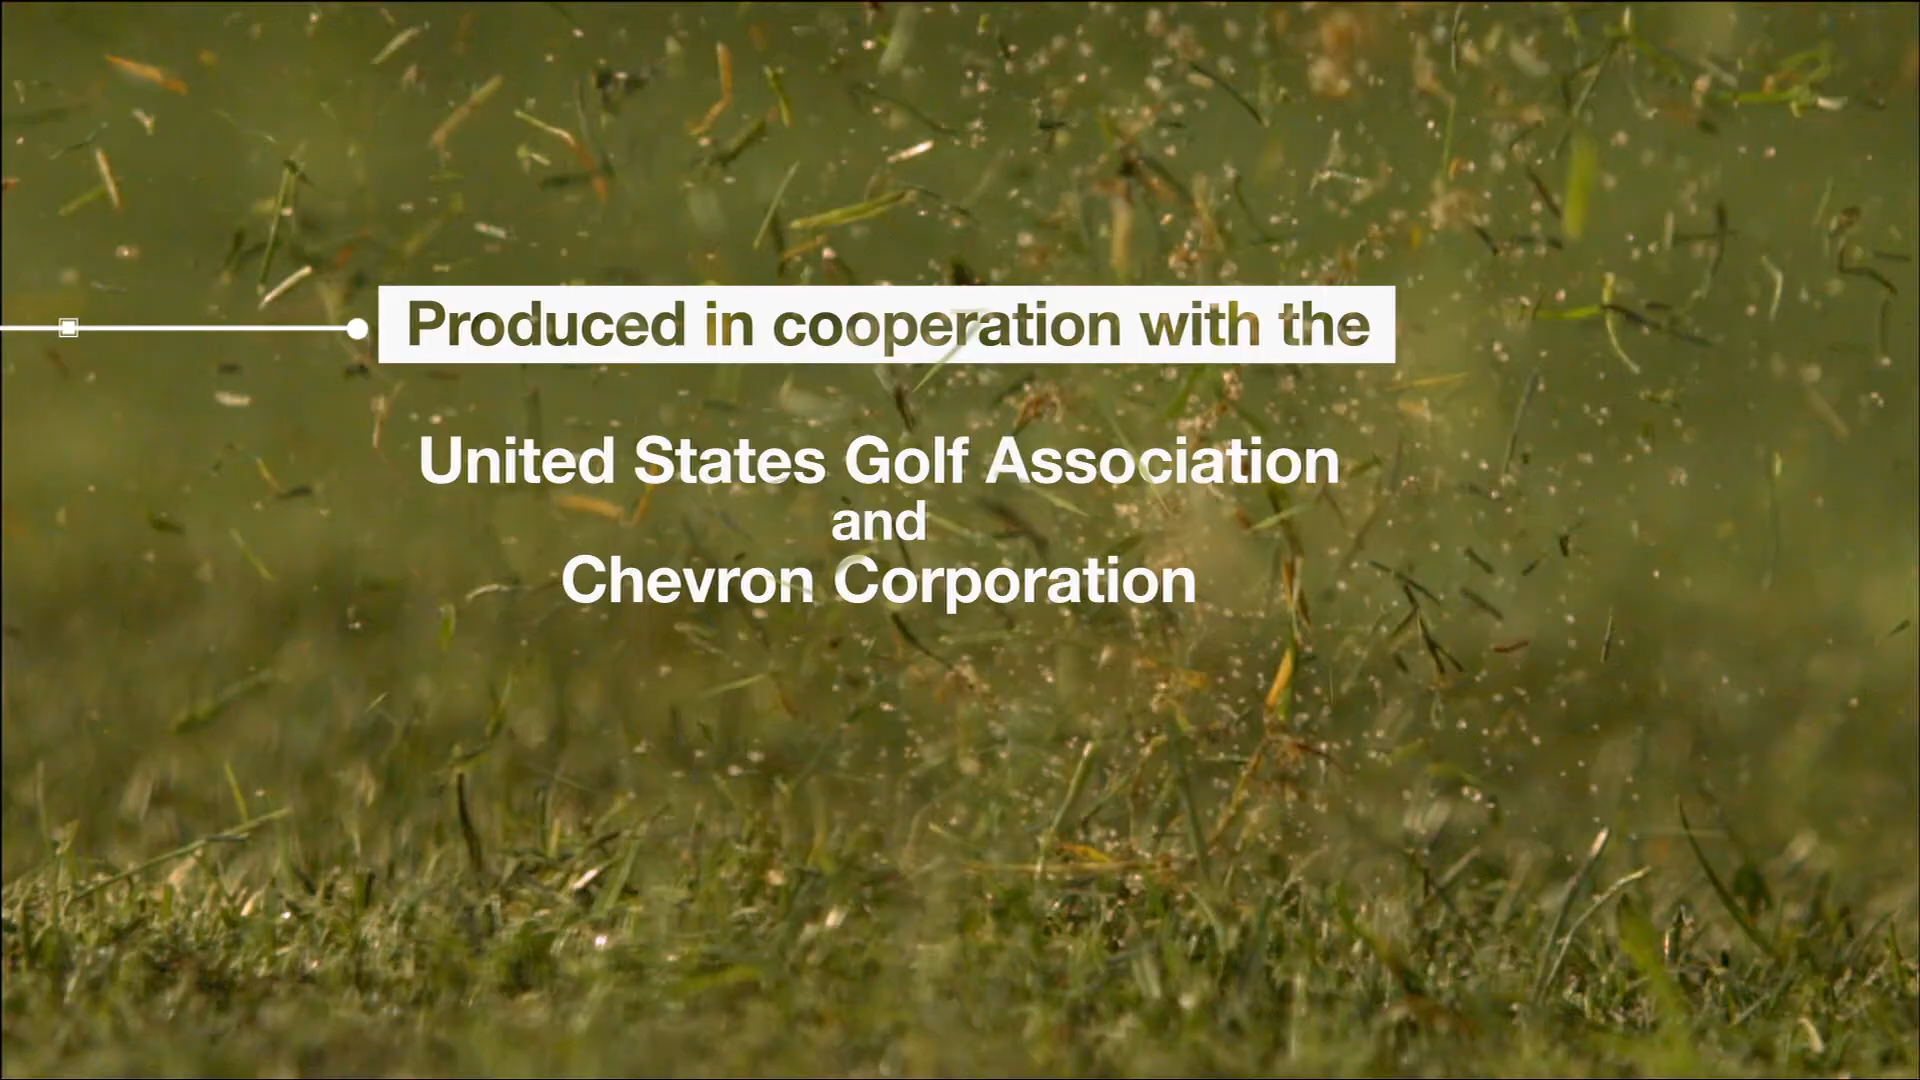 Produced in cooperation with the
United States Golf Association
and
Chevron Corporation